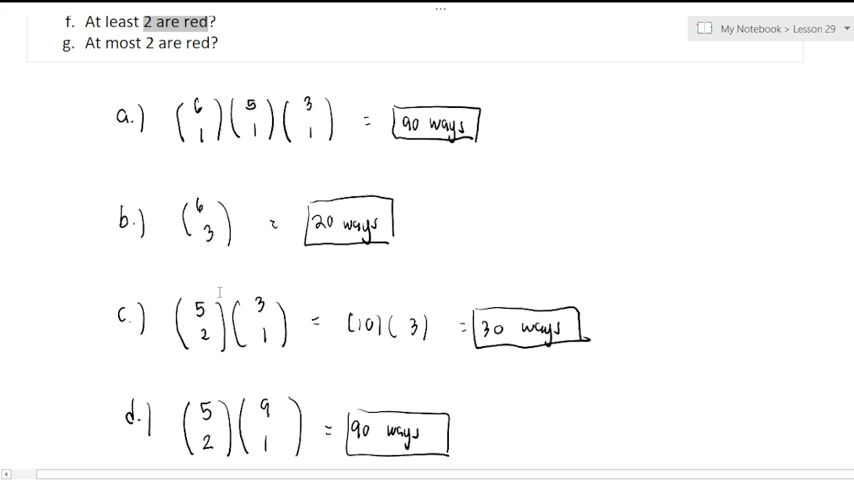 f. At least 2 are red?
g. At most 2 are red?
My Notebook > Lesson 29
a.) (6 1)(5 1)(3 1) = 90 ways
b.) (6 3) = 20 ways
c.) (5 2)(3 1) = (10)(3) = 30 ways
d.) (5 2)(9 1) = 90 ways